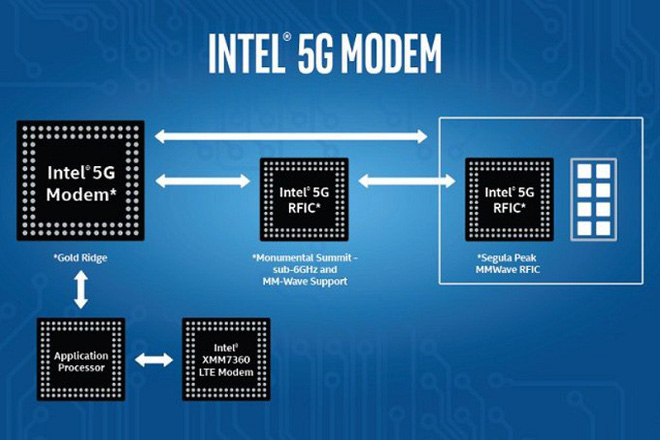 INTEL® 5G MODEM
Intel® 5G
Modem*
Intel® 5G
RFIC*
Intel® 5G
RFIC*
*Gold Ridge
*Monumental Summit –
sub-6GHz and
MM-Wave Support
*Segula Peak
MMWave RFIC
Application
Processor
Intel®
XMM7360
LTE Modem